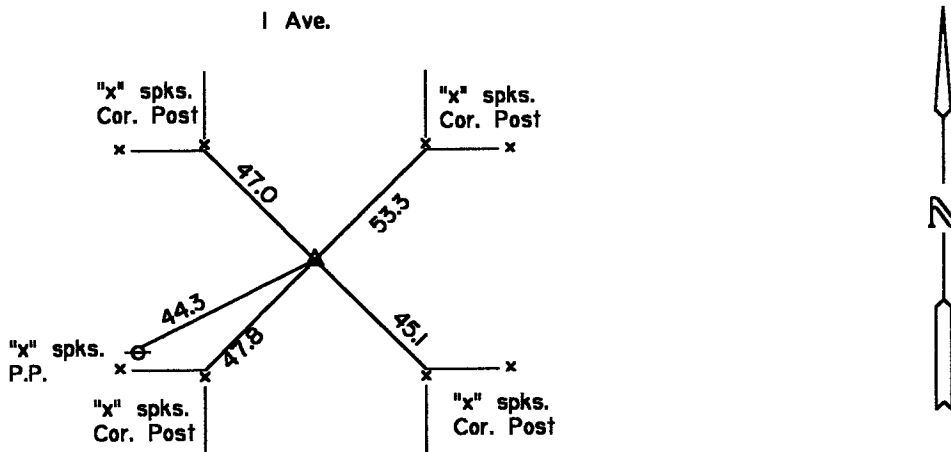 I Ave.
"x" spks.
Cor. Post
"x" spks.
Cor. Post
47.0
53.3
N
44.3
47.8
45.1
"x" spks.
P.P.
"x" spks.
Cor. Post
"x" spks.
Cor. Post